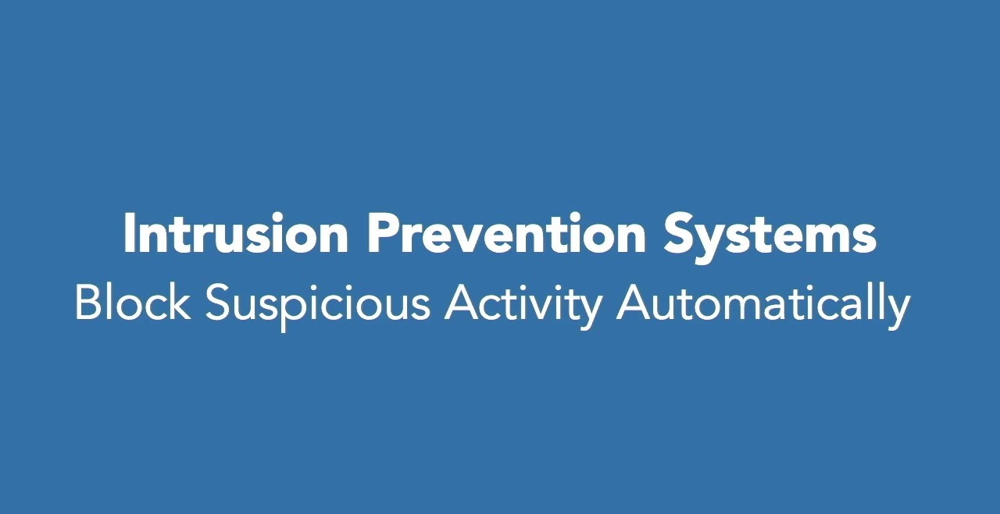 Intrusion Prevention Systems
Block Suspicious Activity Automatically